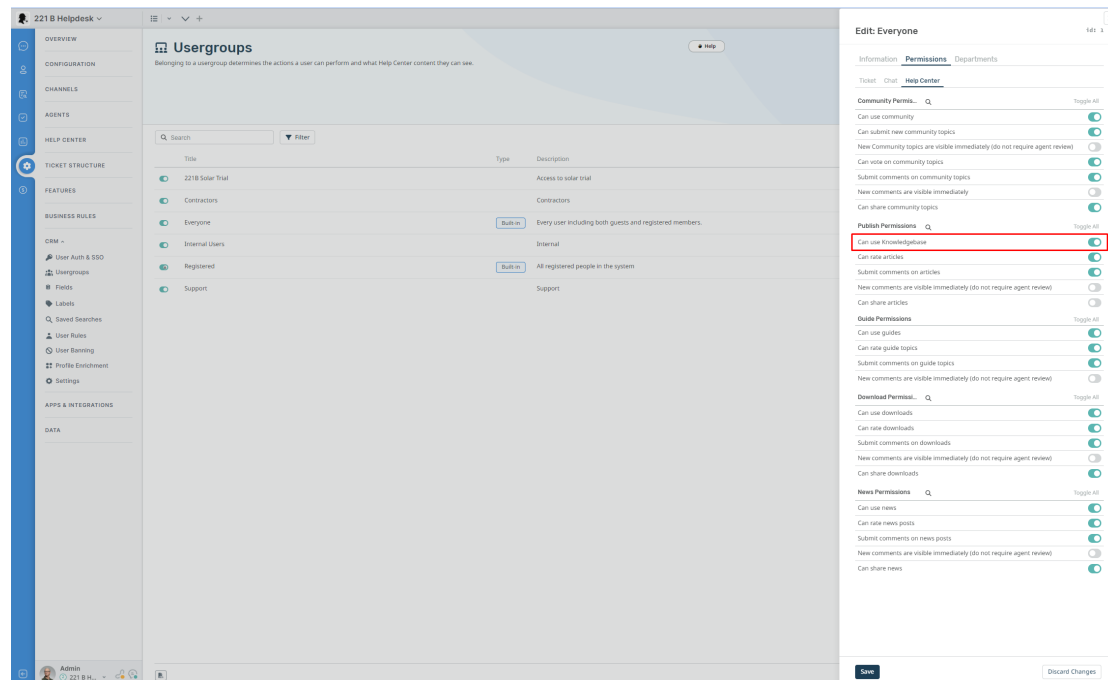 221 B Helpdesk
OVERVIEW
CONFIGURATION
CHANNELS
AGENTS
HELP CENTER
TICKET STRUCTURE
FEATURES
BUSINESS RULES
CRM
User Auth & SSO
Usergroups
Fields
Labels
Saved Searches
User Rules
User Banning
Profile Enrichment
Settings
APPS & INTEGRATIONS
DATA
Admin
221 B H...
Usergroups
Help
Belonging to a usergroup determines the actions a user can perform and what Help Center content they can see.
Search
Filter
Title Type Description
221B Solar Trial Access to solar trial
Contractors Contractors
Everyone Built-in Every user including both guests and registered members.
Internal Users Internal
Registered Built-in All registered people in the system
Support Support
Edit: Everyone
Information Permissions Departments
Ticket Chat Help Center
Community Permis... Toggle All
Can use community
Can submit new community topics
New Community topics are visible immediately (do not require agent review)
Can vote on community topics
Submit comments on community topics
New comments are visible immediately
Can share community topics
Publish Permissions Toggle All
Can use Knowledgebase
Can rate articles
Submit comments on articles
New comments are visible immediately (do not require agent review)
Can share articles
Guide Permissions Toggle All
Can use guides
Can rate guide topics
Submit comments on guide topics
New comments are visible immediately (do not require agent review)
Download Permissi... Toggle All
Can use downloads
Can rate downloads
Submit comments on downloads
New comments are visible immediately (do not require agent review)
Can share downloads
News Permissions Toggle All
Can use news
Can rate news posts
Submit comments on news posts
New comments are visible immediately (do not require agent review)
Can share news
Save Discard Changes